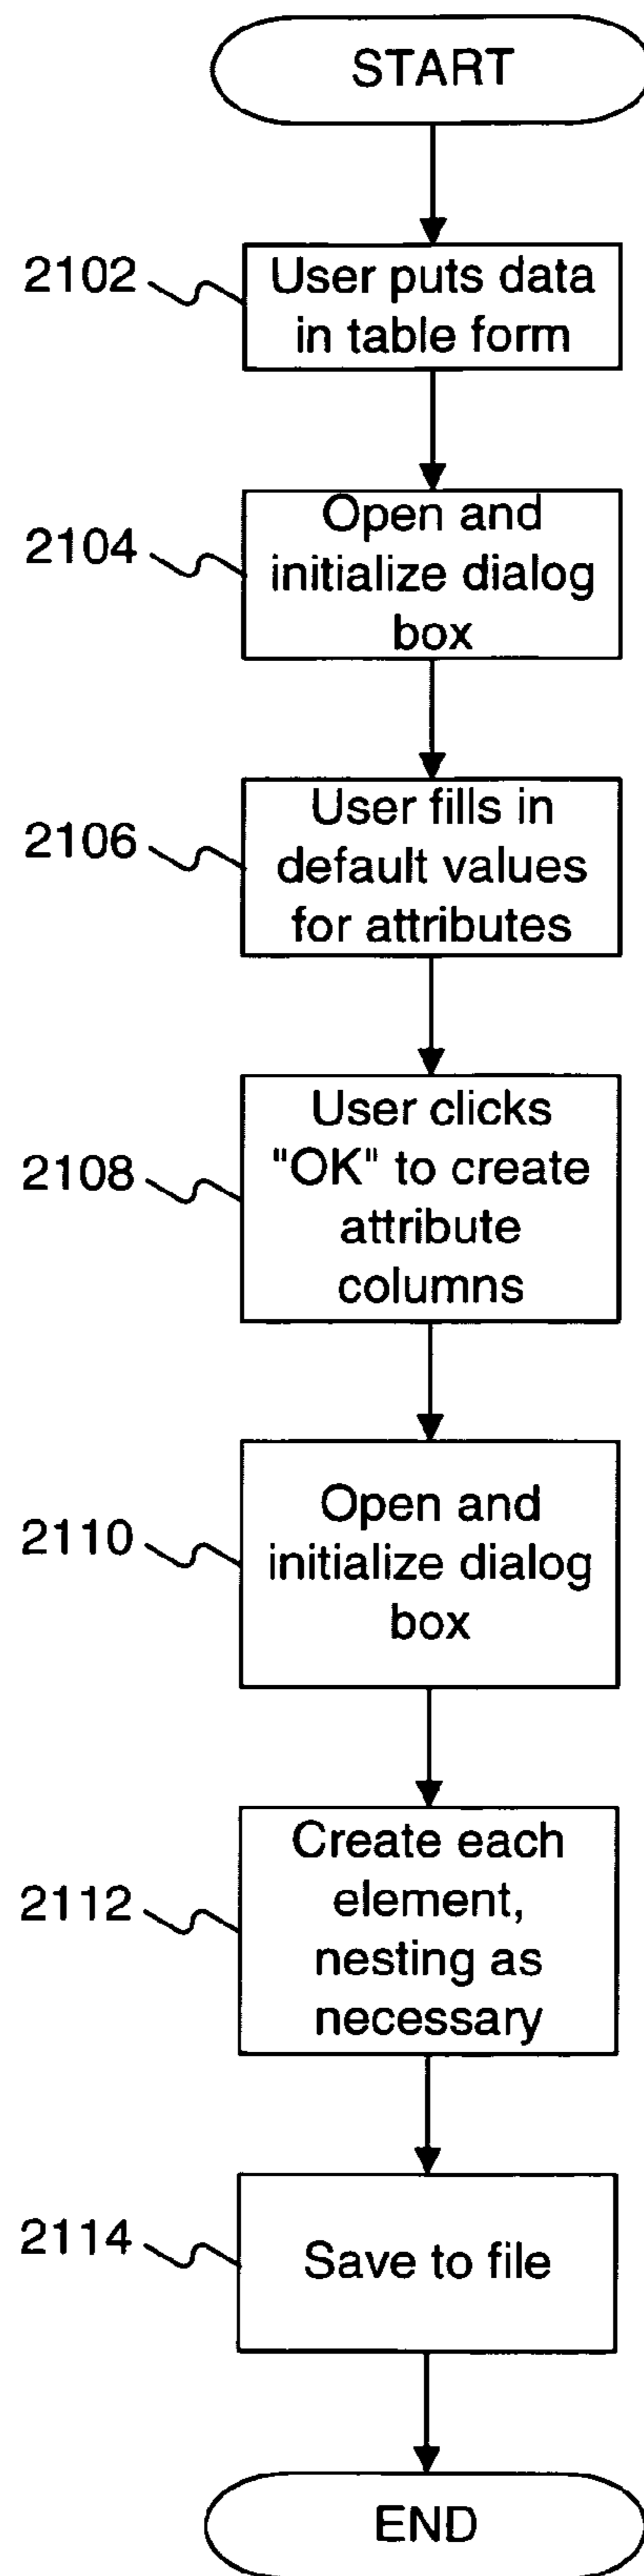 START
2102
User puts data
in table form
2104
Open and
initialize dialog
box
2106
User fills in
default values
for attributes
2108
User clicks
"OK" to create
attribute
columns
2110
Open and
initialize dialog
box
2112
Create each
element,
nesting as
necessary
2114
Save to file
END